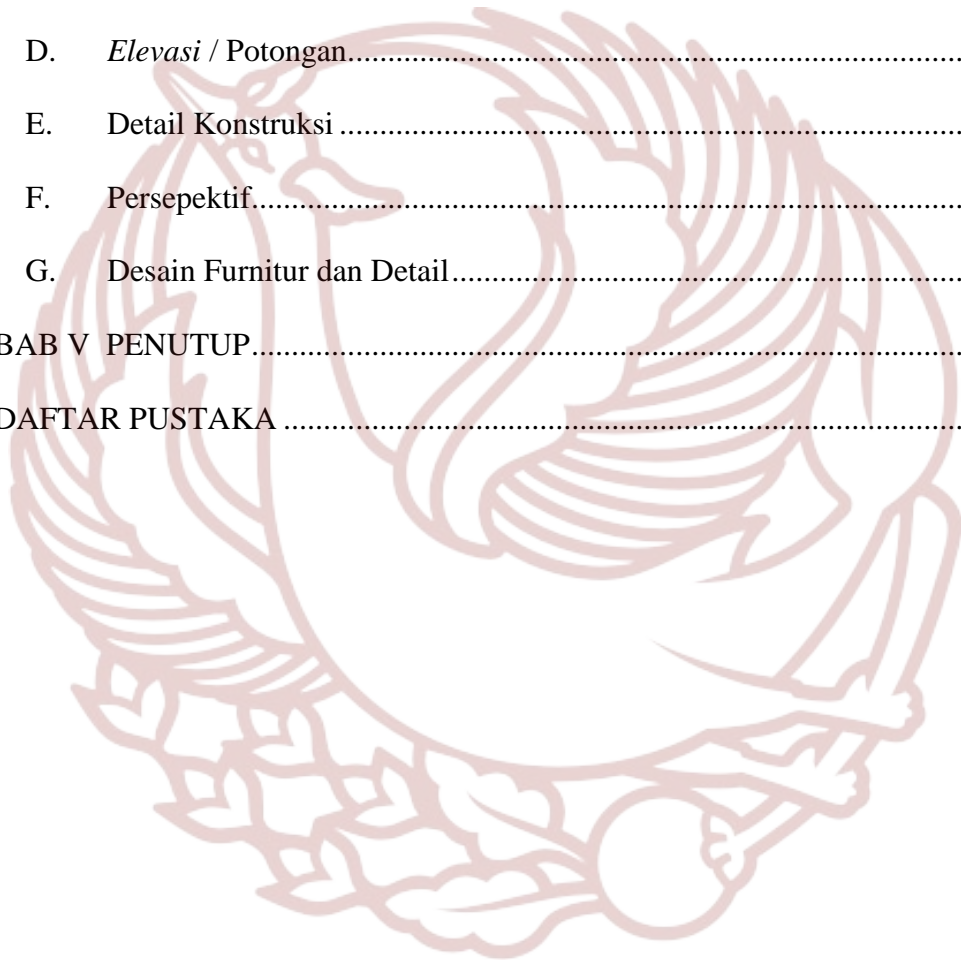 D. Elevasi / Potongan..............................................................................
E. Detail Konstruksi ..............................................................................
F. Persepektif..............................................................................
G. Desain Furnitur dan Detail..............................................................................
BAB V PENUTUP..............................................................................
DAFTAR PUSTAKA ..............................................................................